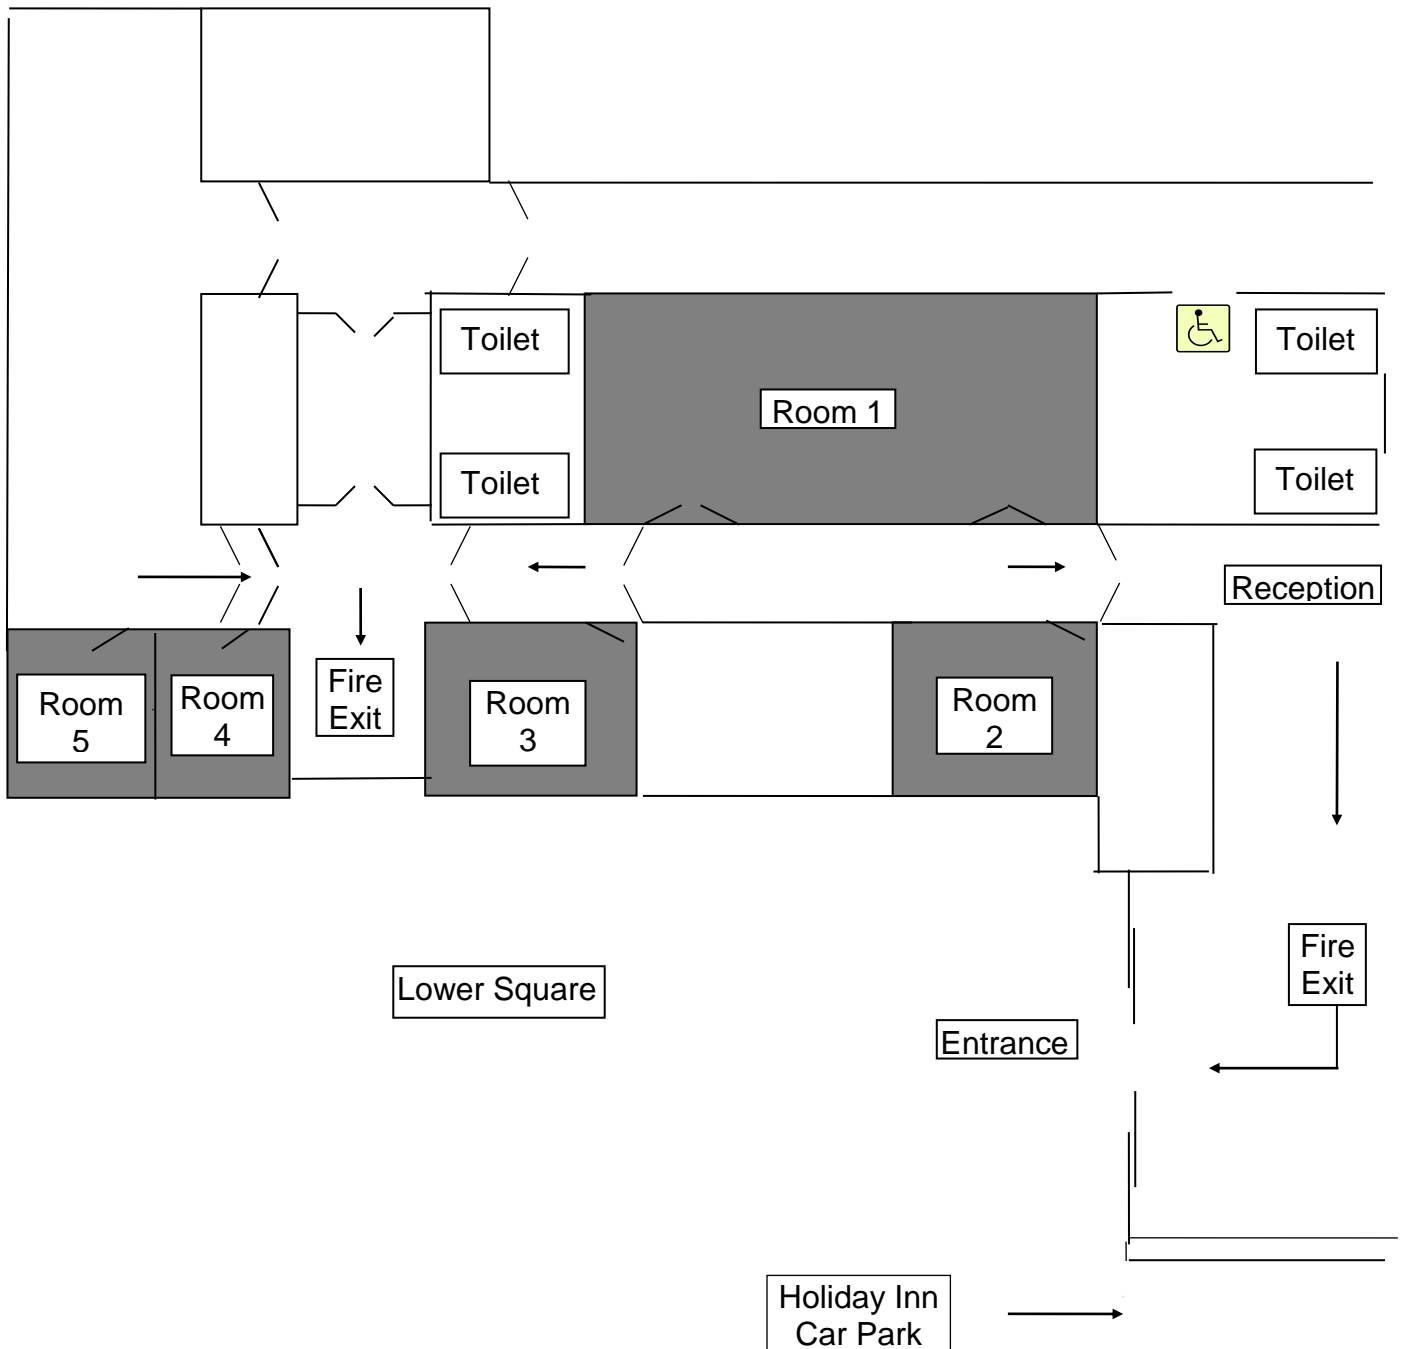 Toilet
Toilet
Room 1
Toilet
Toilet
Reception
Room
5
Room
4
Fire
Exit
Room
3
Room
2
Fire
Exit
Lower Square
Entrance
Holiday Inn
Car Park